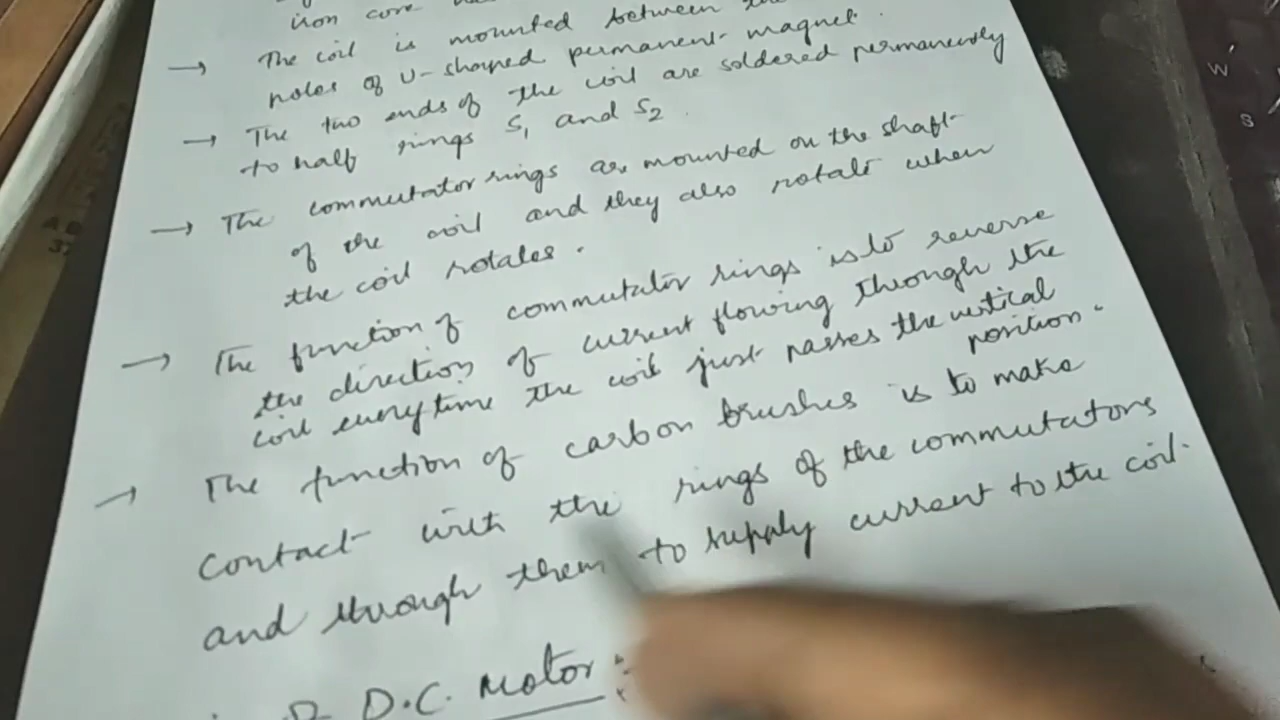 iron core
→ The coil is mounted between
poles of U-shaped permanent magnet.
→ The two ends of the coil are soldered permanently
to half rings S1 and S2.
→ The commutator rings are mounted on the shaft
of the coil and they also rotate when
the coil rotates.
→ The function of commutator rings is to reverse
the direction of current flowing through the
coil everytime the coil just passes the vertical
position.
→ The function of carbon brushes is to make
contact with the rings of the commutators
and through them to supply current to the coil.
D.C. Motor:
W
S